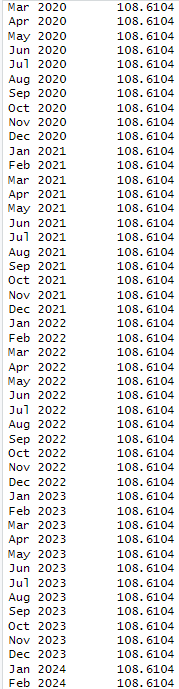 Mar 2020 108.6104
Apr 2020 108.6104
May 2020 108.6104
Jun 2020 108.6104
Jul 2020 108.6104
Aug 2020 108.6104
Sep 2020 108.6104
Oct 2020 108.6104
Nov 2020 108.6104
Dec 2020 108.6104
Jan 2021 108.6104
Feb 2021 108.6104
Mar 2021 108.6104
Apr 2021 108.6104
May 2021 108.6104
Jun 2021 108.6104
Jul 2021 108.6104
Aug 2021 108.6104
Sep 2021 108.6104
Oct 2021 108.6104
Nov 2021 108.6104
Dec 2021 108.6104
Jan 2022 108.6104
Feb 2022 108.6104
Mar 2022 108.6104
Apr 2022 108.6104
May 2022 108.6104
Jun 2022 108.6104
Jul 2022 108.6104
Aug 2022 108.6104
Sep 2022 108.6104
Oct 2022 108.6104
Nov 2022 108.6104
Dec 2022 108.6104
Jan 2023 108.6104
Feb 2023 108.6104
Mar 2023 108.6104
Apr 2023 108.6104
May 2023 108.6104
Jun 2023 108.6104
Jul 2023 108.6104
Aug 2023 108.6104
Sep 2023 108.6104
Oct 2023 108.6104
Nov 2023 108.6104
Dec 2023 108.6104
Jan 2024 108.6104
Feb 2024 108.6104